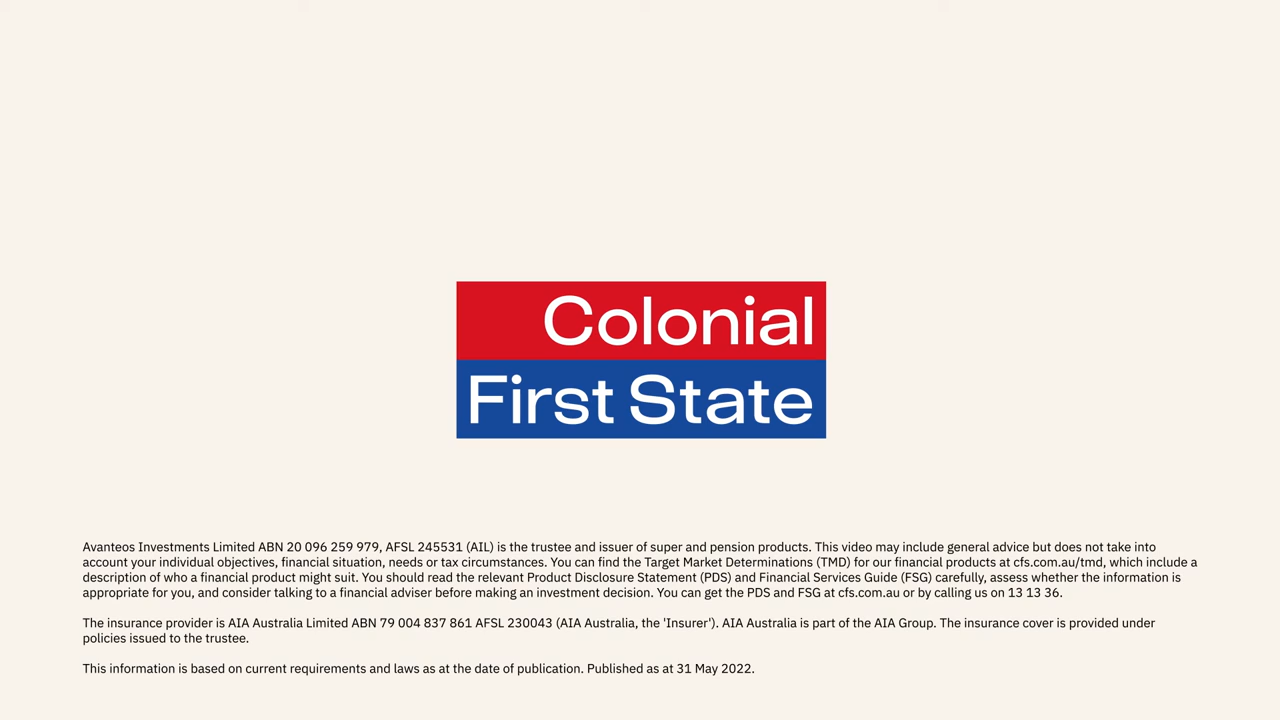 Colonial
First State
Avanteos Investments Limited ABN 20 096 259 979, AFSL 245531 (AIL) is the trustee and issuer of super and pension products. This video may include general advice but does not take into
account your individual objectives, financial situation, needs or tax circumstances. You can find the Target Market Determinations (TMD) for our financial products at cfs.com.au/tmd, which include a
description of who a financial product might suit. You should read the relevant Product Disclosure Statement (PDS) and Financial Services Guide (FSG) carefully, assess whether the information is
appropriate for you, and consider talking to a financial adviser before making an investment decision. You can get the PDS and FSG at cfs.com.au or by calling us on 13 13 36.
The insurance provider is AIA Australia Limited ABN 79 004 837 861 AFSL 230043 (AIA Australia, the 'Insurer'). AIA Australia is part of the AIA Group. The insurance cover is provided under
policies issued to the trustee.
This information is based on current requirements and laws as at the date of publication. Published as at 31 May 2022.